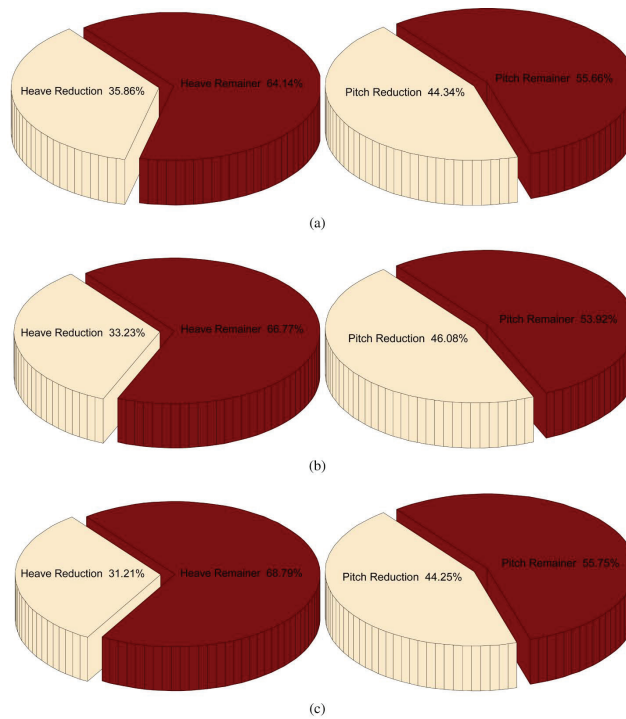 Heave Reduction 35.86%
Heave Remainer 64.14%
Pitch Reduction 44.34%
Pitch Remainer 55.66%
(a)
Heave Reduction 33.23%
Heave Remainer 66.77%
Pitch Reduction 46.08%
Pitch Remainer 53.92%
(b)
Heave Reduction 31.21%
Heave Remainer 68.79%
Pitch Reduction 44.25%
Pitch Remainer 55.75%
(c)